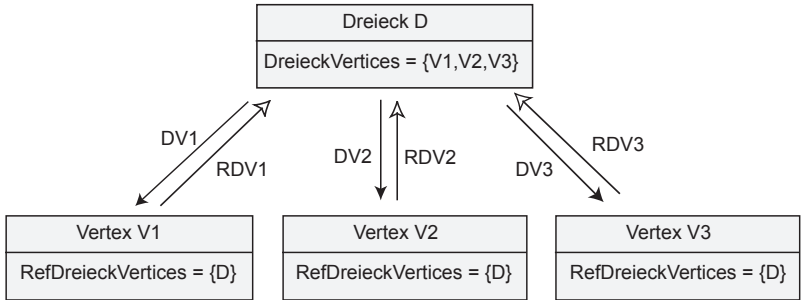 Dreieck D
DreieckVertices = {V1,V2,V3}
DV1
RDV1
DV2
RDV2
DV3
RDV3
Vertex V1
RefDreieckVertices = {D}
Vertex V2
RefDreieckVertices = {D}
Vertex V3
RefDreieckVertices = {D}